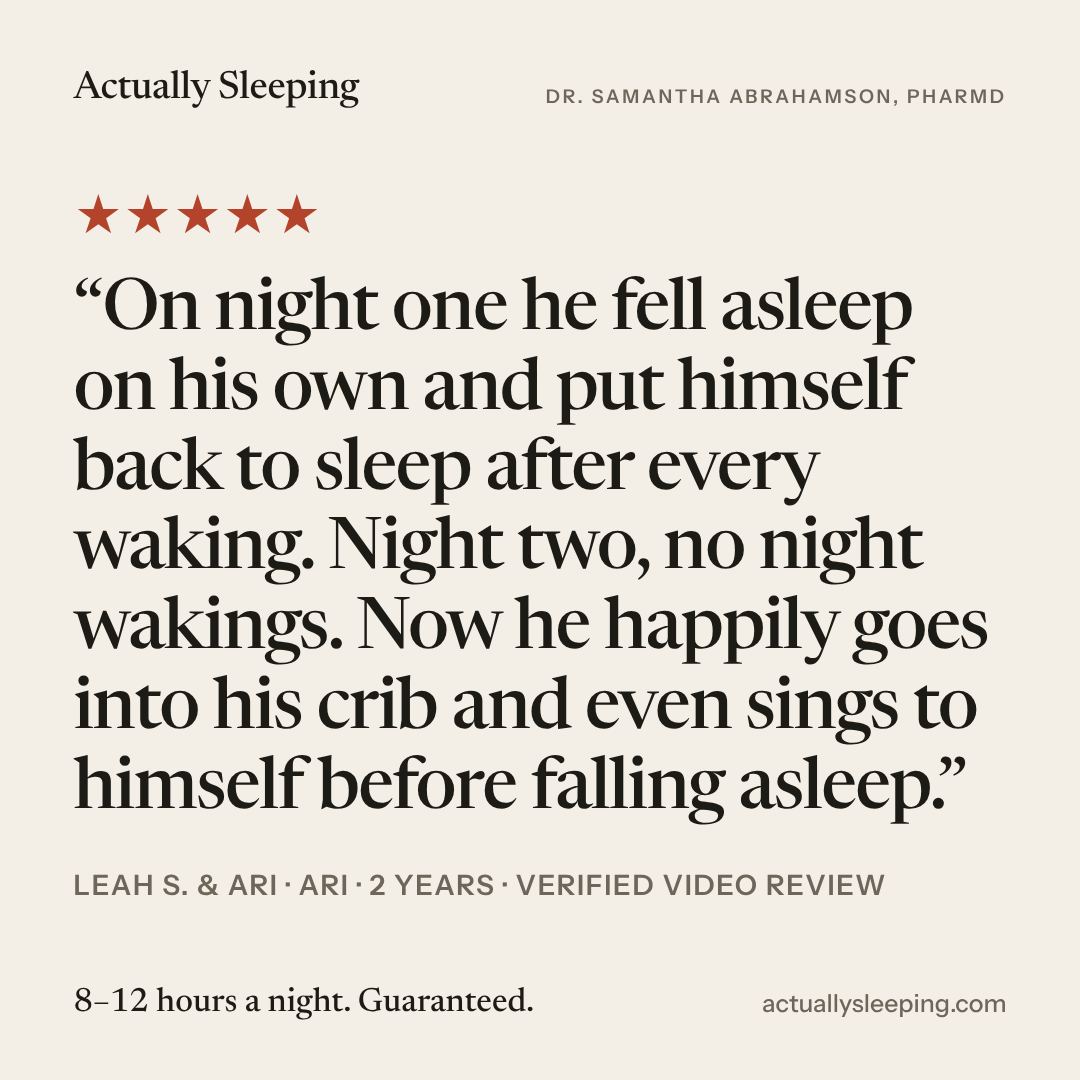 Actually Sleeping
DR. SAMANTHA ABRAHAMSON, PHARMD
★★★★★
“On night one he fell asleep
on his own and put himself
back to sleep after every
waking. Night two, no night
wakings. Now he happily goes
into his crib and even sings to
himself before falling asleep.”
LEAH S. & ARI · ARI · 2 YEARS · VERIFIED VIDEO REVIEW
8–12 hours a night. Guaranteed.
actuallysleeping.com